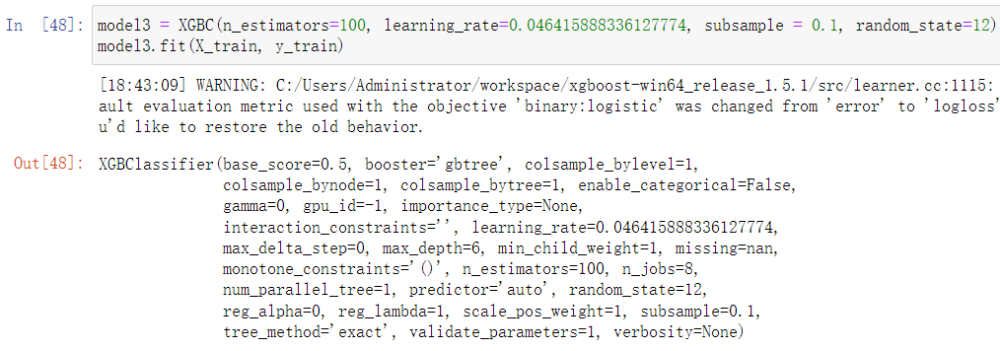 In [48]: model3 = XGBC(n_estimators=100, learning_rate=0.046415888336127774, subsample = 0.1, random_state=12)
model3.fit(X_train, y_train)
[18:43:09] WARNING: C:/Users/Administrator/workspace/xgboost-win64_release_1.5.1/src/learner.cc:1115:
ault evaluation metric used with the objective 'binary:logistic' was changed from 'error' to 'logloss'
u'd like to restore the old behavior.
Out[48]: XGBClassifier(base_score=0.5, booster='gbtree', colsample_bylevel=1,
colsample_bynode=1, colsample_bytree=1, enable_categorical=False,
gamma=0, gpu_id=-1, importance_type=None,
interaction_constraints='', learning_rate=0.046415888336127774,
max_delta_step=0, max_depth=6, min_child_weight=1, missing=nan,
monotone_constraints='()', n_estimators=100, n_jobs=8,
num_parallel_tree=1, predictor='auto', random_state=12,
reg_alpha=0, reg_lambda=1, scale_pos_weight=1, subsample=0.1,
tree_method='exact', validate_parameters=1, verbosity=None)